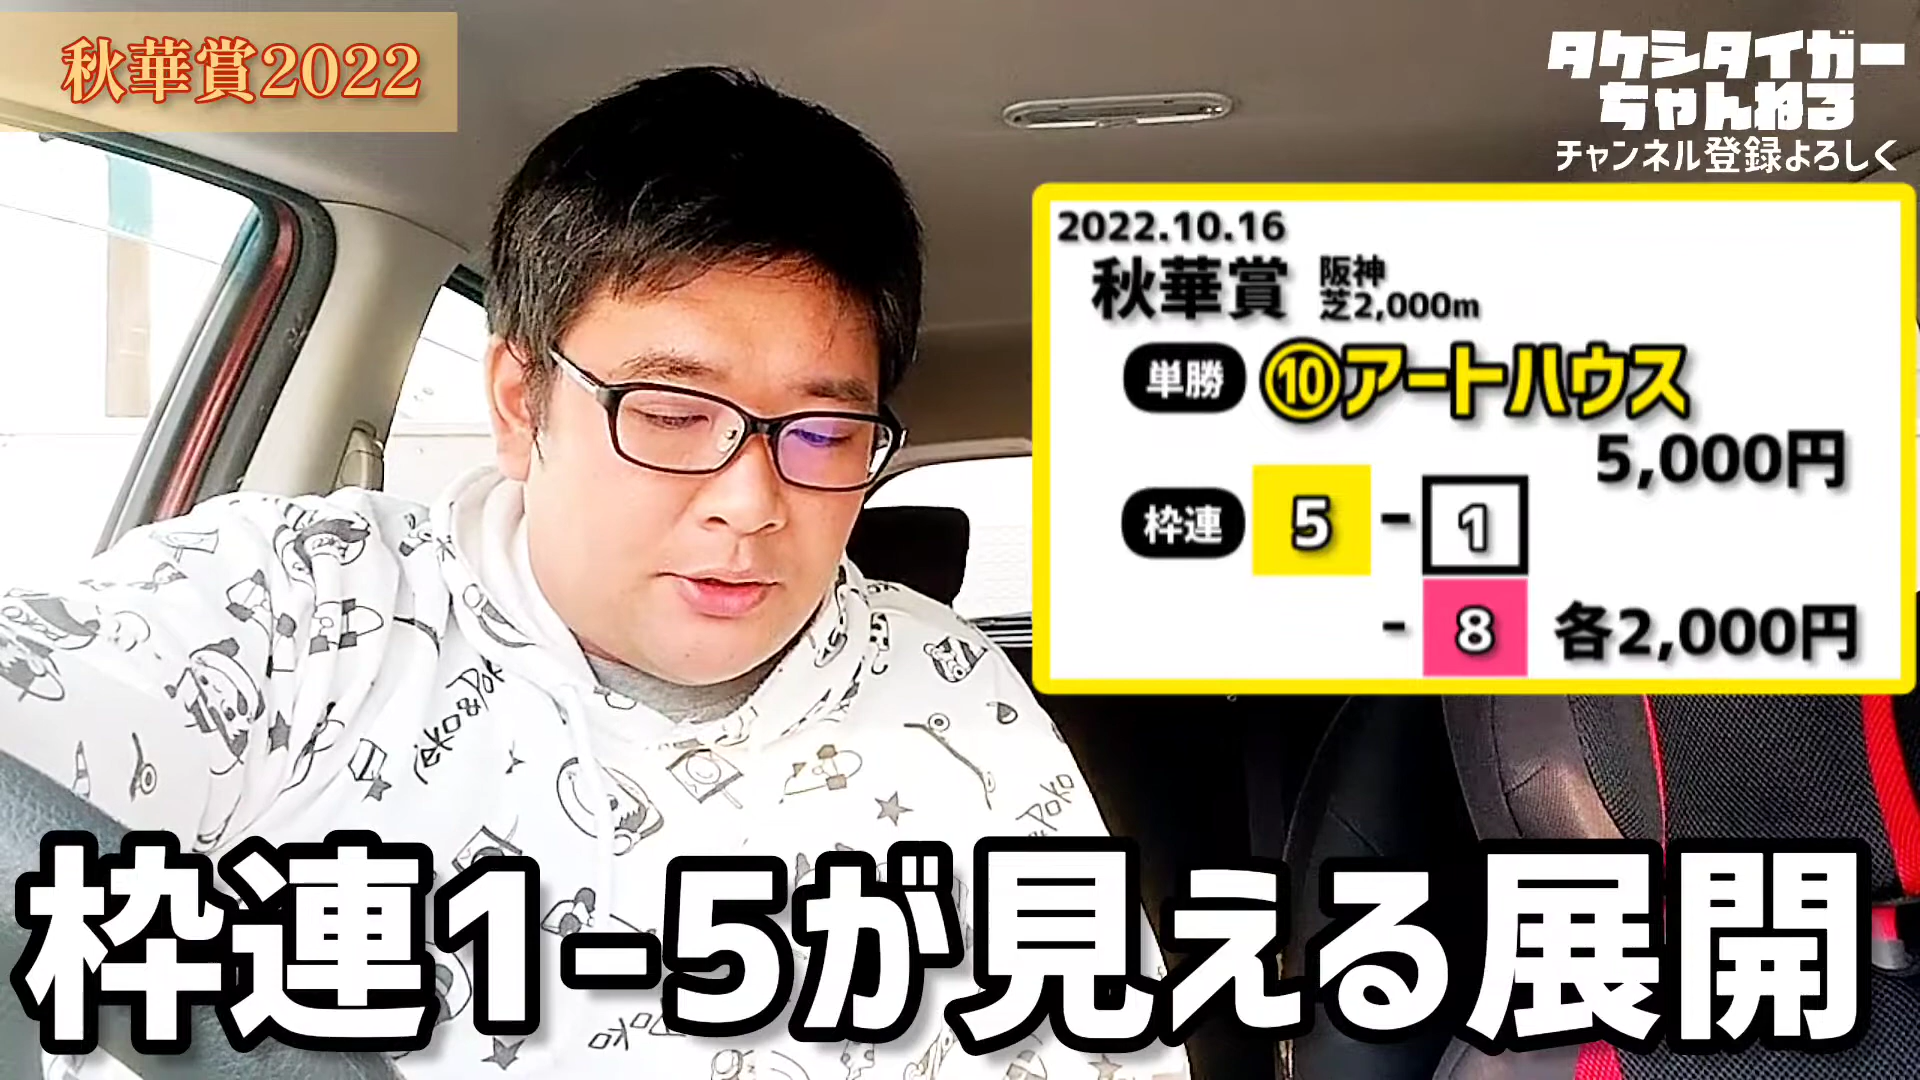 秋華賞2022
タケシタイガー
ちゃんねる
チャンネル登録よろしく
2022.10.16
秋華賞 阪神
芝2,000m
単勝 ⑩アートハウス
5,000円
枠連 5 - 1
- 8 各2,000円
枠連1-5が見える展開